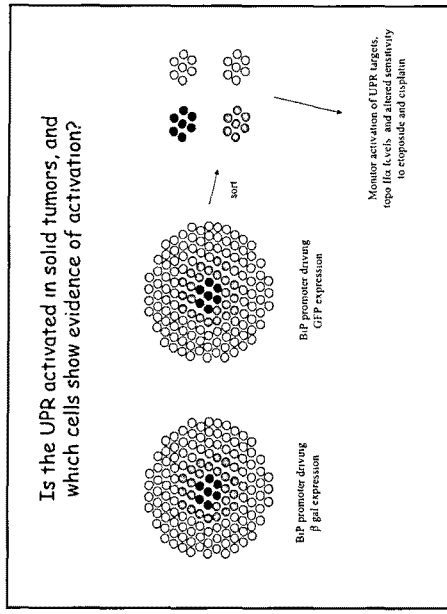 Is the UPR activated in solid tumors, and
which cells show evidence of activation?
BiP promoter driving
β gal expression
BiP promoter driving
GFP expression
sort
Monitor activation of UPR targets,
topo IIα levels and altered sensitivity
to etoposide and cisplatin